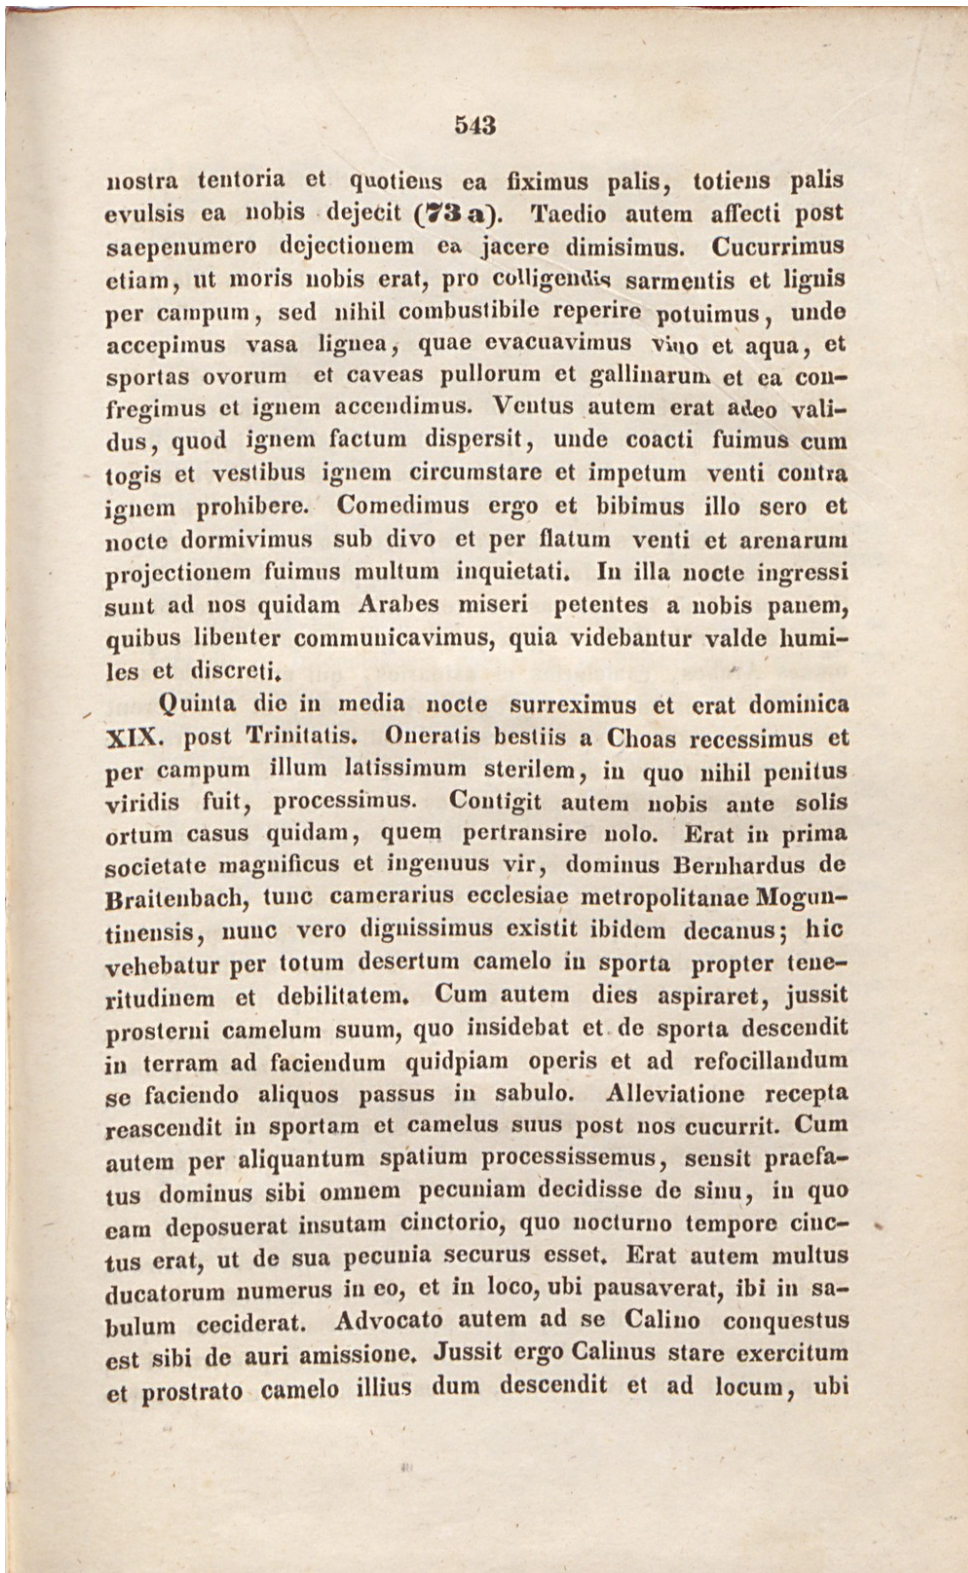 543
nostra tentoria et quotiens ea fiximus palis, totiens palis
evulsis ea nobis dejecit (73 a). Taedio autem affecti post
saepenumero dejectionem ea jacere dimisimus. Cucurrimus
etiam, ut moris nobis erat, pro colligendis sarmentis et lignis
per campum, sed nihil combustibile reperire potuimus, unde
accepimus vasa lignea, quae evacuavimus vino et aqua, et
sportas ovorum et caveas pullorum et gallinarum et ea con-
fregimus et ignem accendimus. Ventus autem erat adeo vali-
dus, quod ignem factum dispersit, unde coacti fuimus cum
togis et vestibus ignem circumstare et impetum venti contra
ignem prohibere. Comedimus ergo et bibimus illo sero et
nocte dormivimus sub divo et per flatum venti et arenarum
projectionem fuimus multum inquietati. In illa nocte ingressi
sunt ad nos quidam Arabes miseri petentes a nobis panem,
quibus libenter communicavimus, quia videbantur valde humi-
les et discreti.
Quinta die in media nocte surreximus et erat dominica
XIX. post Trinitatis. Oneratis bestiis a Choas recessimus et
per campum illum latissimum sterilem, in quo nihil penitus
viridis fuit, processimus. Contigit autem nobis ante solis
ortum casus quidam, quem pertransire nolo. Erat in prima
societate magnificus et ingenuus vir, dominus Bernhardus de
Braitenbach, tunc camerarius ecclesiae metropolitanae Mogun-
tinensis, nunc vero dignissimus existit ibidem decanus; hic
vehebatur per totum desertum camelo in sporta propter tene-
ritudinem et debilitatem. Cum autem dies aspiraret, jussit
prosterni camelum suum, quo insidebat et de sporta descendit
in terram ad faciendum quidpiam operis et ad refocillandum
se faciendo aliquos passus in sabulo. Alleviatione recepta
reascendit in sportam et camelus suus post nos cucurrit. Cum
autem per aliquantum spatium processissemus, sensit praefa-
tus dominus sibi omnem pecuniam decidisse de sinu, in quo
eam deposuerat insutam cinctorio, quo nocturno tempore cinc-
tus erat, ut de sua pecunia securus esset. Erat autem multus
ducatorum numerus in eo, et in loco, ubi pausaverat, ibi in sa-
bulum ceciderat. Advocato autem ad se Calino conquestus
est sibi de auri amissione. Jussit ergo Calinus stare exercitum
et prostrato camelo illius dum descendit et ad locum, ubi